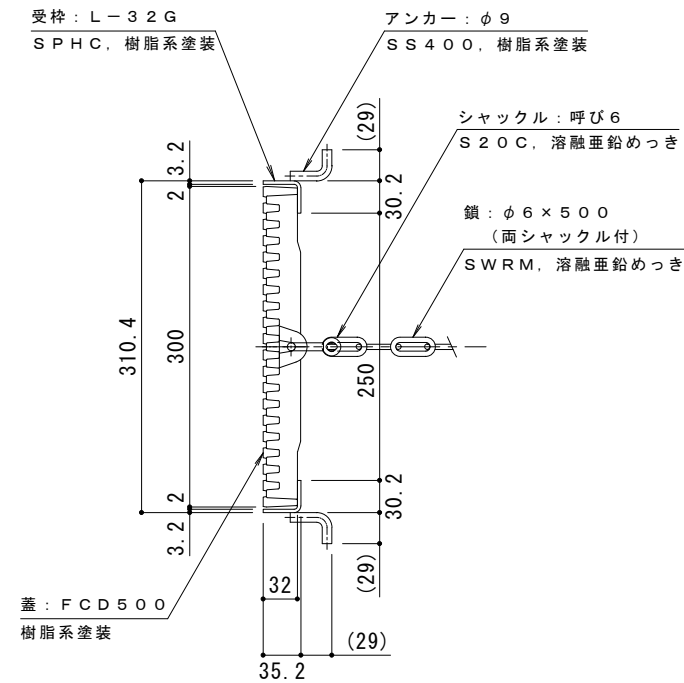 受枠：Ｌ－３２Ｇ
ＳＰＨＣ，樹脂系塗装
アンカー：φ９
ＳＳ４００，樹脂系塗装
シャックル：呼び６
Ｓ２０Ｃ，溶融亜鉛めっき
鎖：φ６×５００
（両シャックル付）
ＳＷＲＭ，溶融亜鉛めっき
(29)
3.2
2
30.2
310.4
300
250
2
3.2
30.2
(29)
32
(29)
35.2
蓋：ＦＣＤ５００
樹脂系塗装